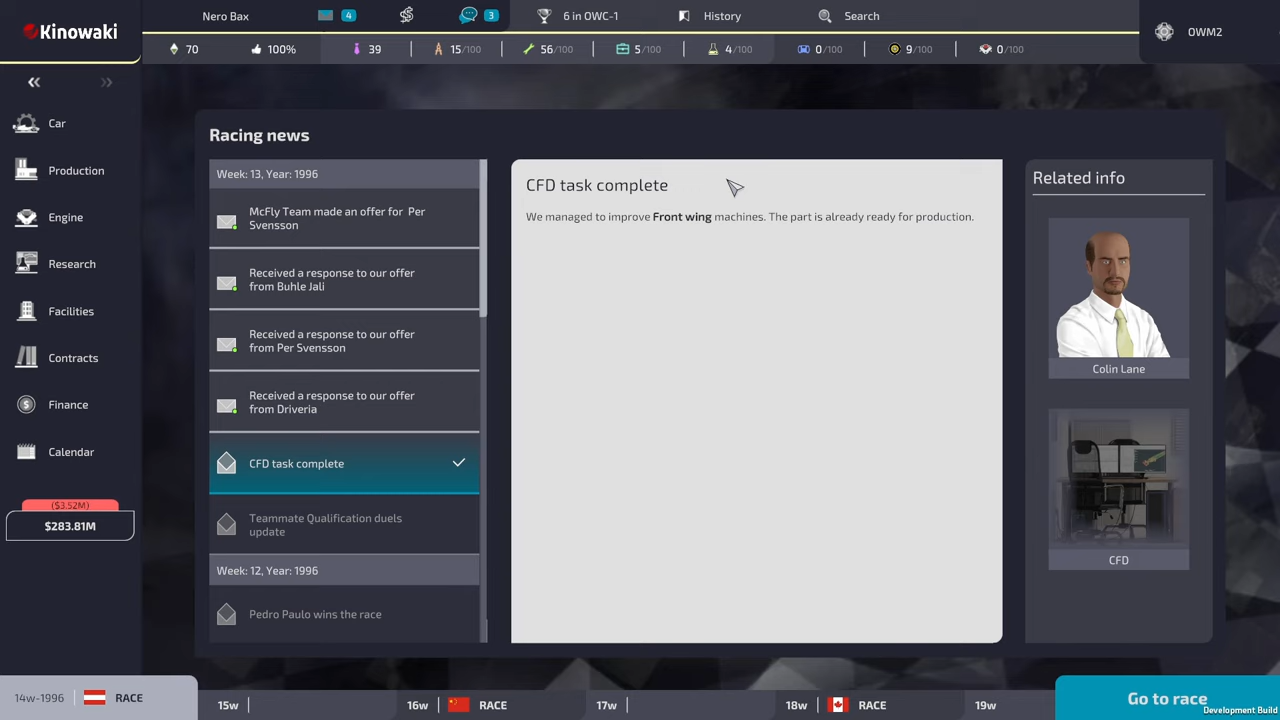 Kinowaki
Nero Bax
4
3
6 in OWC-1
History
Search
OWM2
70
100%
39
15/100
56/100
5/100
4/100
0/100
9/100
0/100
Car
Production
Engine
Research
Facilities
Contracts
Finance
Calendar
($3.52M)
$283.81M
Racing news
Week: 13, Year: 1996
McFly Team made an offer for Per
Svensson
Received a response to our offer
from Buhle Jali
Received a response to our offer
from Per Svensson
Received a response to our offer
from Driveria
CFD task complete
Teammate Qualification duels
update
Week: 12, Year: 1996
Pedro Paulo wins the race
CFD task complete
We managed to improve Front wing machines. The part is already ready for production.
Related info
Colin Lane
CFD
14w-1996
RACE
15w
16w
RACE
17w
18w
RACE
19w
Go to race
Development Build